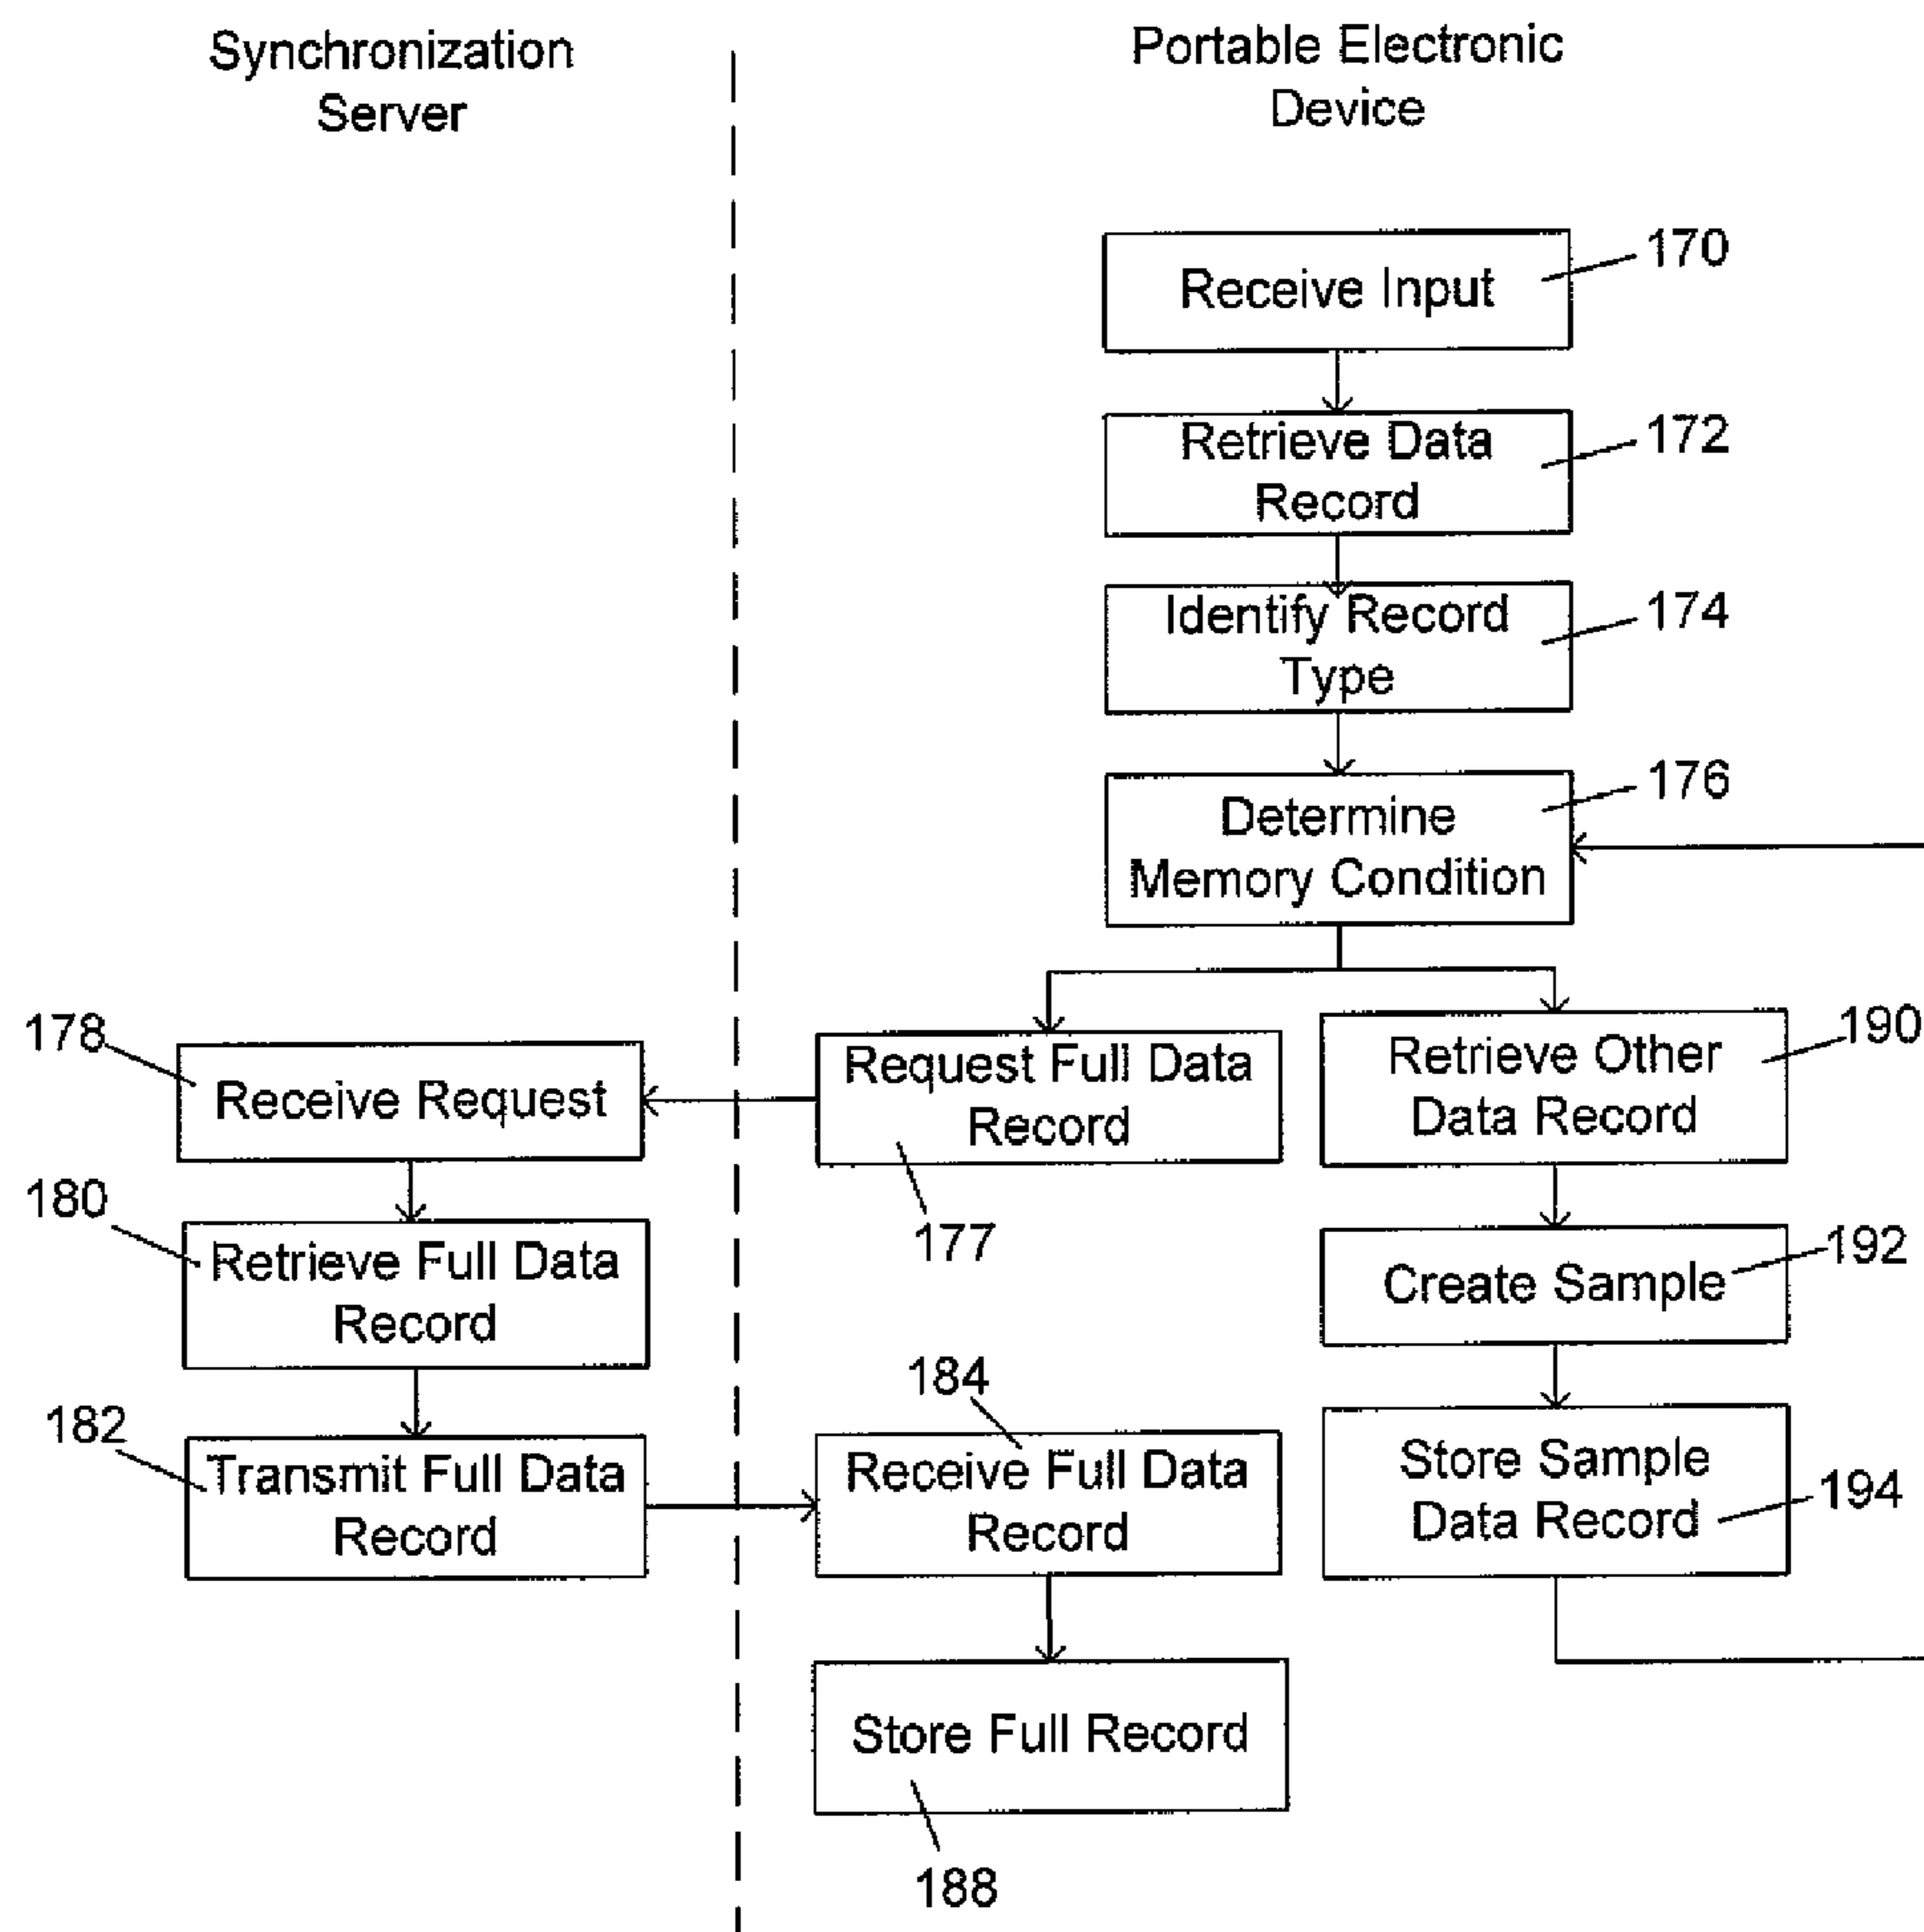 Synchronization
Server
Portable Electronic
Device
Receive Input
170
Retrieve Data
Record
172
Identify Record
Type
174
Determine
Memory Condition
176
178
Receive Request
Request Full Data
Record
177
Retrieve Other
Data Record
190
180
Retrieve Full Data
Record
Create Sample
192
182
Transmit Full Data
Record
184
Receive Full Data
Record
Store Sample
Data Record
194
Store Full Record
188